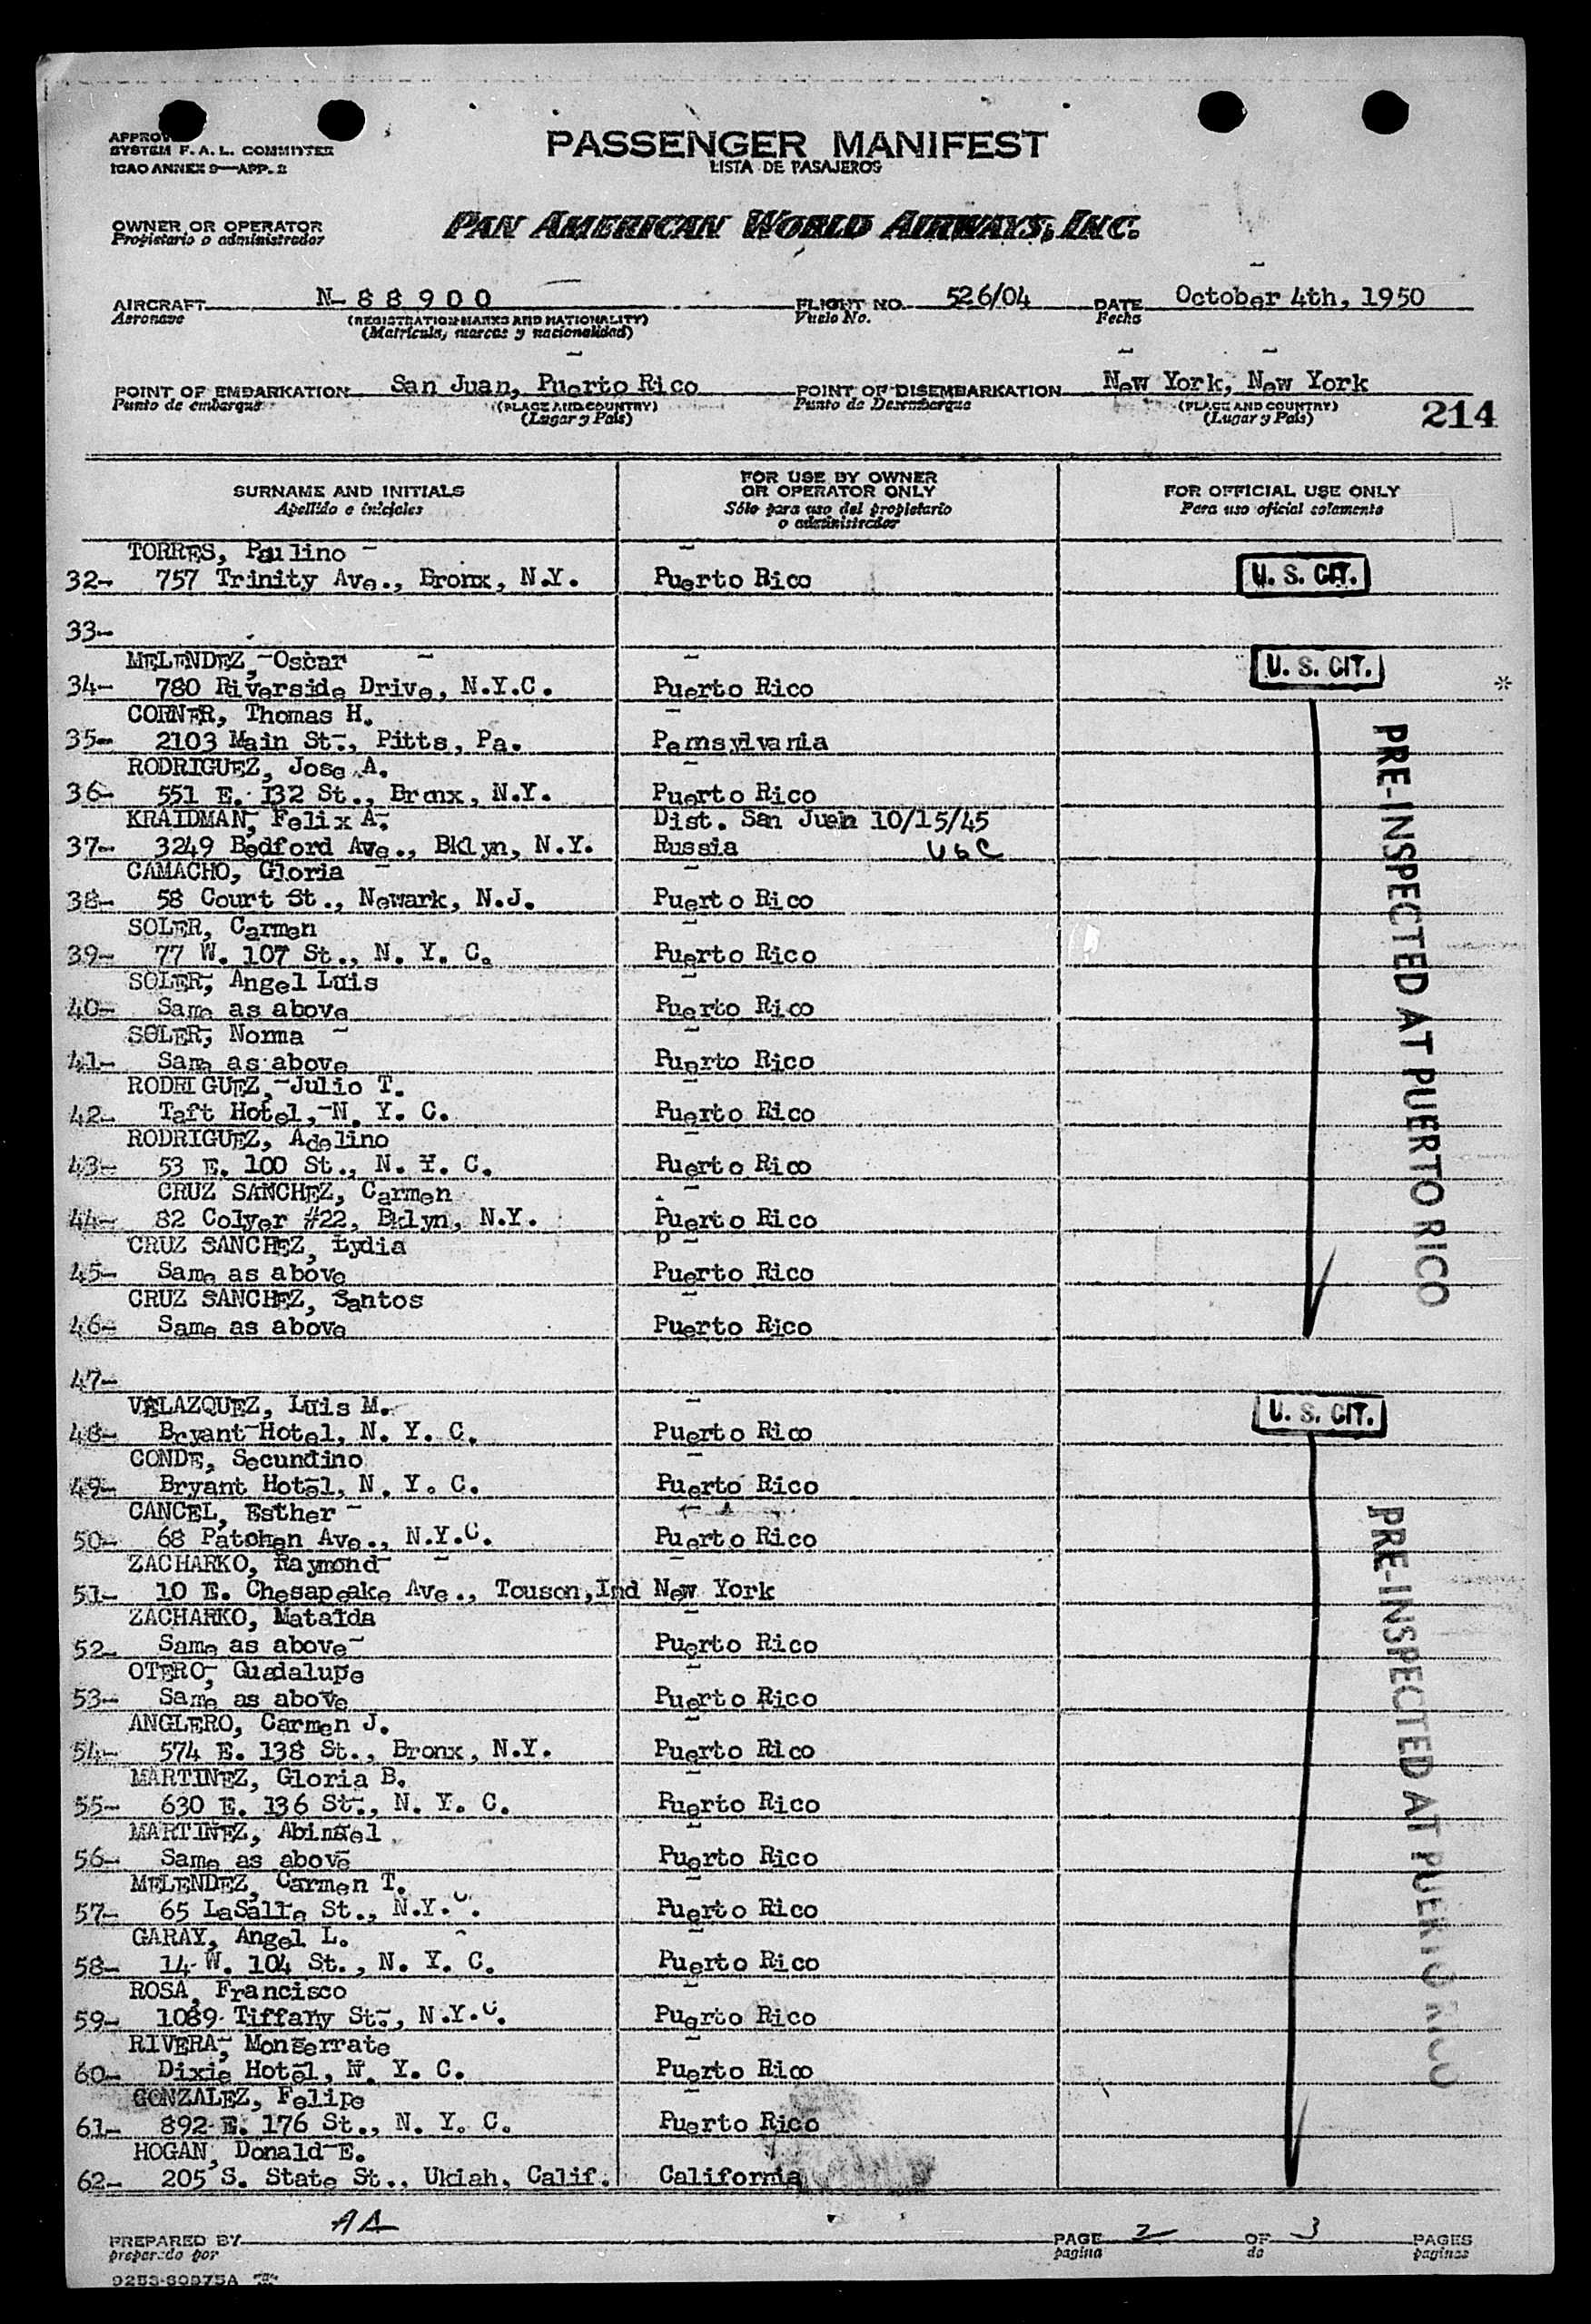 PASSENGER MANIFEST
LISTA DE PASAJEROS
SYSTEM F. A. L. COMMITTEE
ICAO ANNEX 9—APP. 2
OWNER OR OPERATOR
Propietario o administrador
PAN AMERICAN WORLD AIRWAYS, INC.
AIRCRAFT N- 8 8 9 0 0 FLIGHT NO. 526/04 DATE October 4th, 1950
Aeronave (REGISTRATION MARKS AND NATIONALITY) Vuelo No. Fecha
(Matricula, marcas y nacionalidad)
POINT OF EMBARKATION San Juan, Puerto Rico POINT OF DISEMBARKATION New York, New York
Punto de embarque (PLACE AND COUNTRY) Punto de Desembarque (PLACE AND COUNTRY)
(Lugar y Pais) (Lugar y Pais)
214
SURNAME AND INITIALS
Apellido e iniciales
FOR USE BY OWNER
OR OPERATOR ONLY
Sólo para uso del propietario
o administrador
FOR OFFICIAL USE ONLY
Para uso oficial solamente
TORRES, Paulino
32- 757 Trinity Ave., Bronx, N.Y. Puerto Rico U. S. CIT.
33-
MELENDEZ, Oscar U. S. CIT.
34- 780 Riverside Drive, N.Y.C. Puerto Rico *
CORNER, Thomas H.
35- 2103 Main St., Pitts, Pa. Pemsylvania
RODRIGUEZ, Jose A.
36- 551 E. 132 St., Bronx, N.Y. Puerto Rico
KRAIDMAN, Felix A. Dist. San Juan 10/15/45
37- 3249 Bedford Ave., Bklyn, N.Y. Russia USC
CAMACHO, Gloria
38- 58 Court St., Newark, N.J. Puerto Rico
SOLER, Carmen
39- 77 W. 107 St., N. Y. C. Puerto Rico
SOLER, Angel Luis
40- Same as above Puerto Rico
SOLER, Norma
41- Same as above Puerto Rico
RODRIGUEZ, Julio T.
42- Taft Hotel, N. Y. C. Puerto Rico
RODRIGUEZ, Adelino
43- 53 E. 100 St., N. Y. C. Puerto Rico
CRUZ SANCHEZ, Carmen
44- 82 Colyer #22, Bklyn, N.Y. Puerto Rico
CRUZ SANCHEZ, Lydia p
45- Same as above Puerto Rico
CRUZ SANCHEZ, Santos
46- Same as above Puerto Rico
PRE-INSPECTED AT PUERTO RICO
47-
VELAZQUEZ, Luis M. U. S. CIT.
48- Bryant Hotel, N. Y. C. Puerto Rico
CONDE, Secundino
49- Bryant Hotel, N. Y. C. Puerto Rico
CANCEL, Esther
50- 68 Patchen Ave., N.Y.C. Puerto Rico
ZACHARKO, Raymond
51- 10 E. Chesapeake Ave., Touson,Ind New York
ZACHARKO, Matalda
52- Same as above Puerto Rico
OTERO, Guadalupe
53- Same as above Puerto Rico
ANGLERO, Carmen J.
54- 574 E. 138 St., Bronx, N.Y. Puerto Rico
MARTINEZ, Gloria B.
55- 630 E. 136 St., N. Y. C. Puerto Rico
MARTINEZ, Abimael
56- Same as above Puerto Rico
MELENDEZ, Carmen T.
57- 65 LaSalle St., N.Y.C. Puerto Rico
GARAY, Angel L.
58- 14 W. 104 St., N. Y. C. Puerto Rico
ROSA, Francisco
59- 1089 Tiffany St., N.Y.C. Puerto Rico
RIVERA, Monserrate
60- Dixie Hotel, N. Y. C. Puerto Rico
GONZALEZ, Felipe
61- 892 E. 176 St., N. Y. C. Puerto Rico
HOGAN, Donald E.
62- 205 S. State St., Ukiah, Calif. California
PRE-INSPECTED AT PUERTO RICO
PREPARED BY AA PAGE 2 OF 3 PAGES
preparado por pagina de paginas